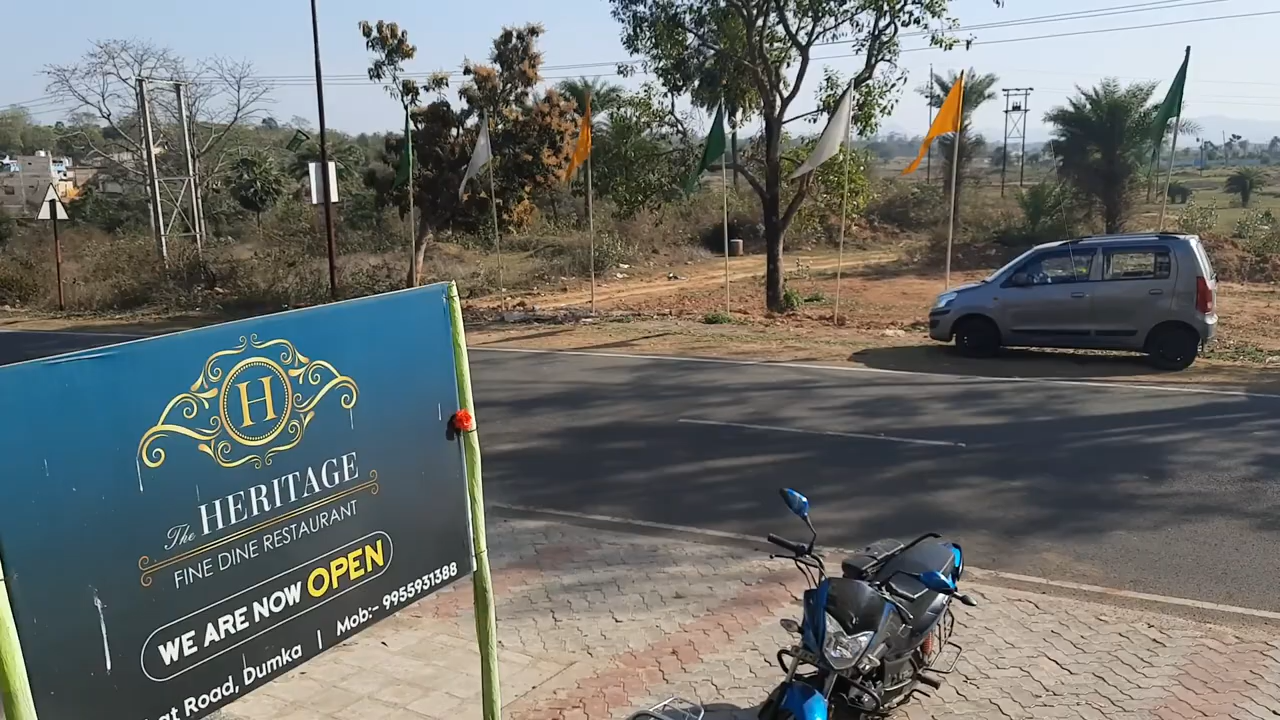 H
The HERITAGE
FINE DINE RESTAURANT
WE ARE NOW OPEN
Road, Dumka | Mob:- 9955931388